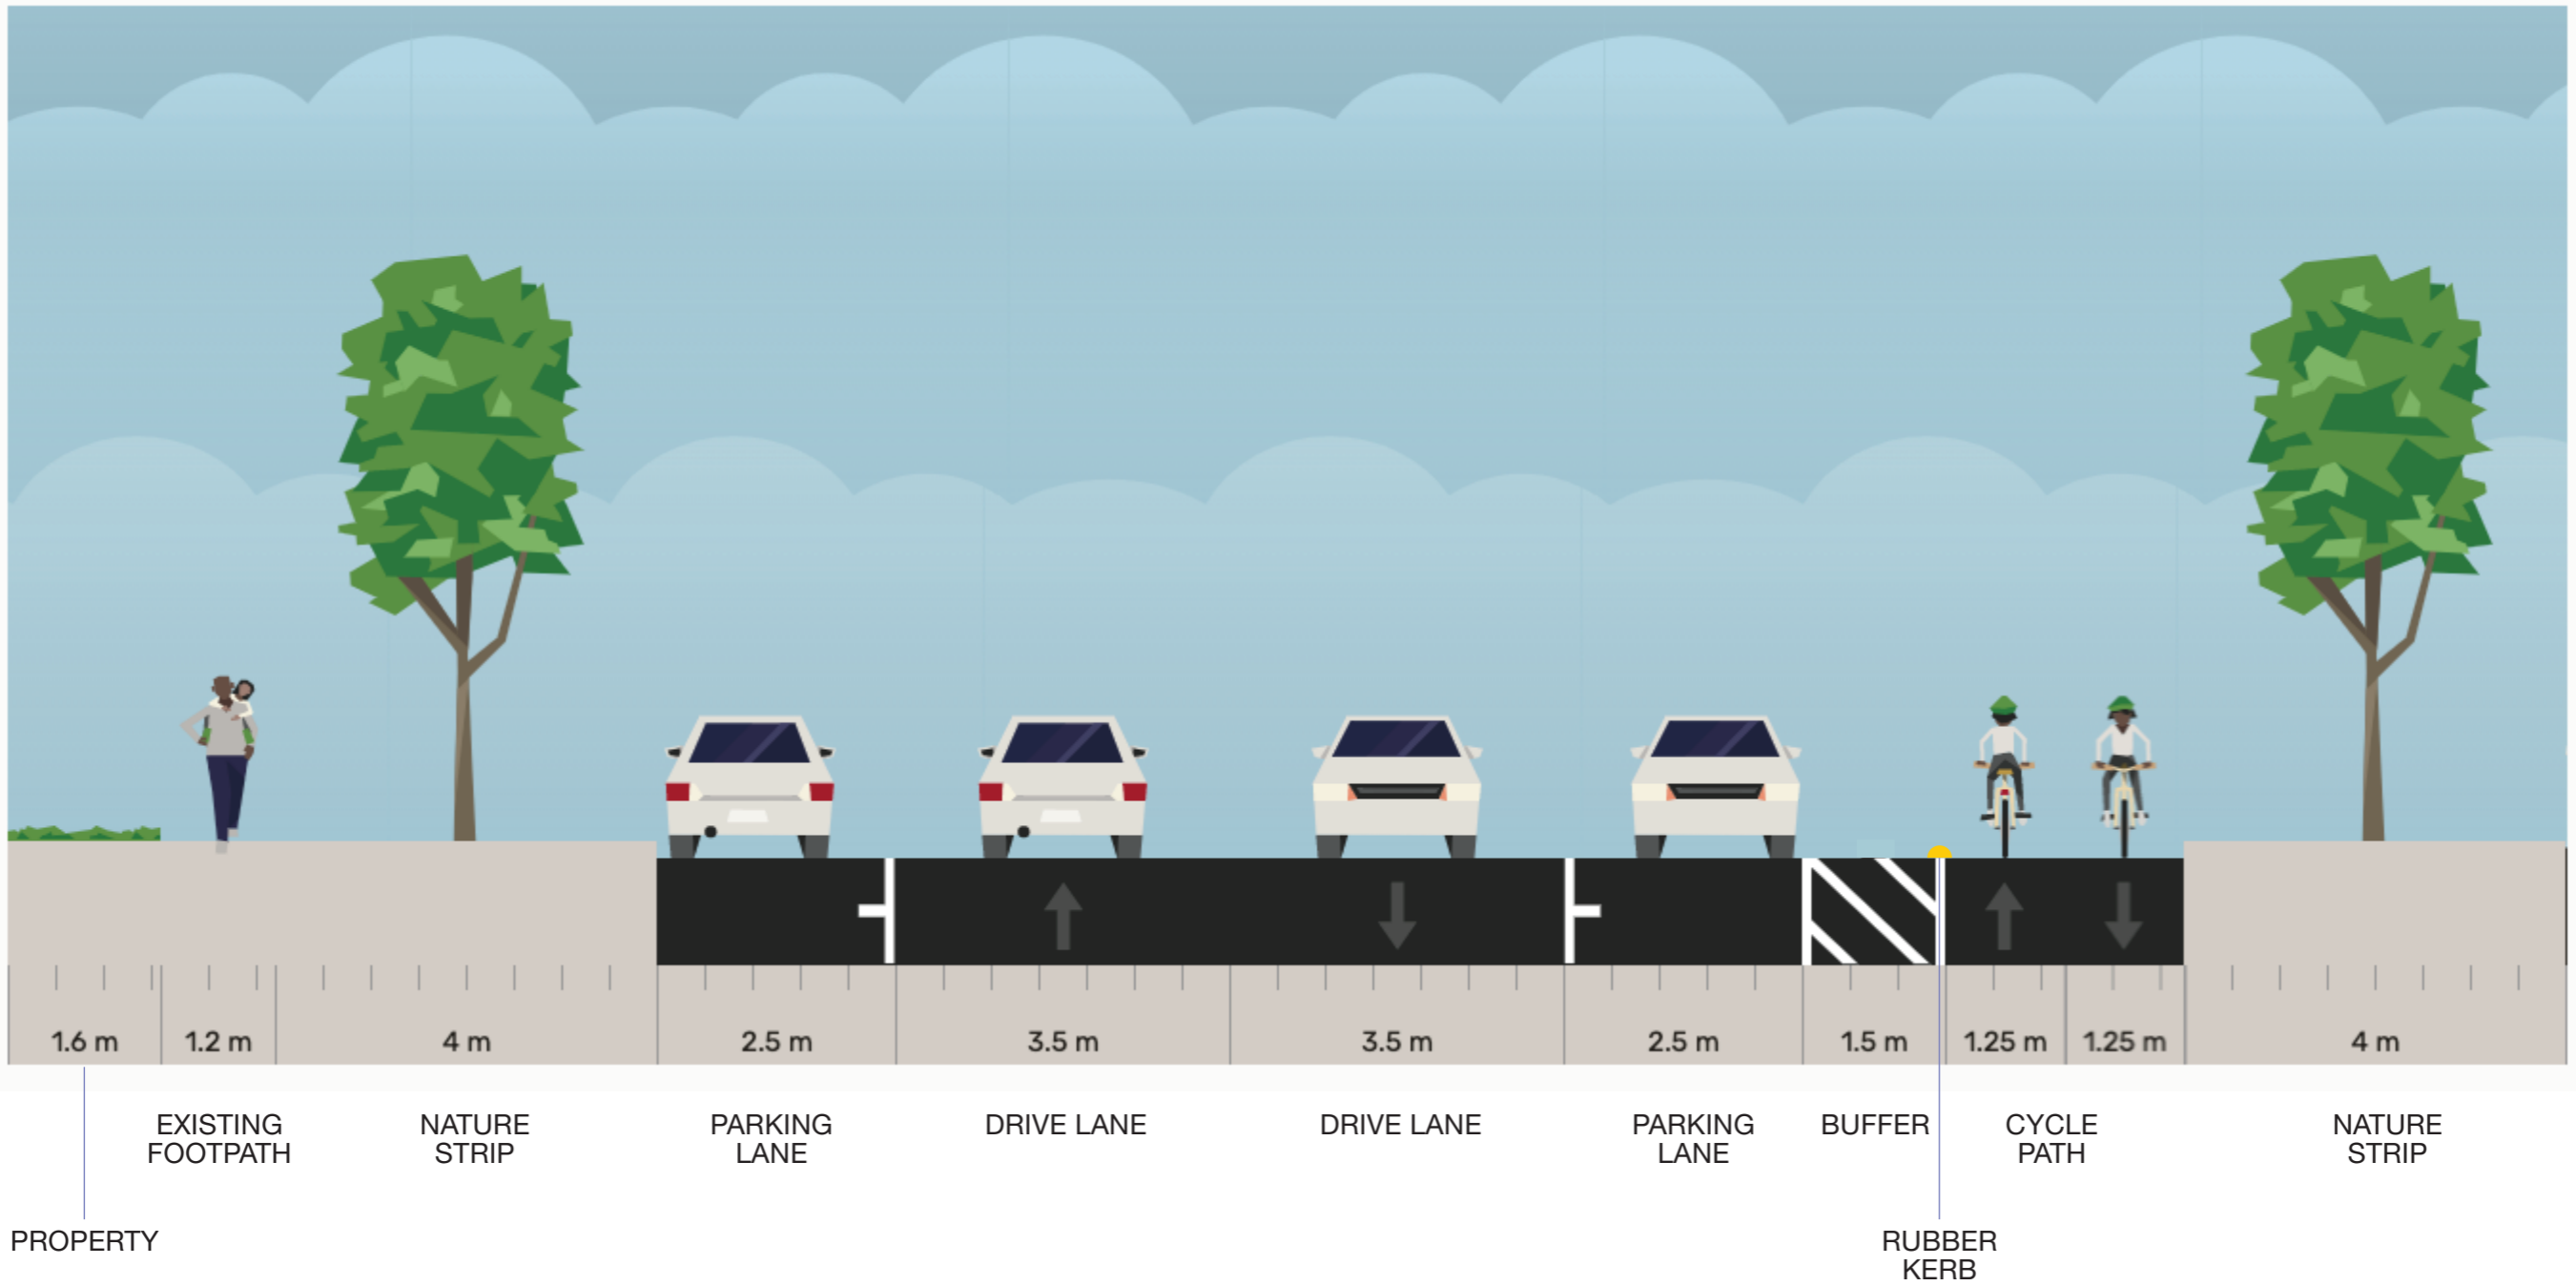 1.6 m
1.2 m
4 m
2.5 m
3.5 m
3.5 m
2.5 m
1.5 m
1.25 m
1.25 m
4 m
EXISTING
FOOTPATH
NATURE
STRIP
PARKING
LANE
DRIVE LANE
DRIVE LANE
PARKING
LANE
BUFFER
CYCLE
PATH
NATURE
STRIP
PROPERTY
RUBBER
KERB